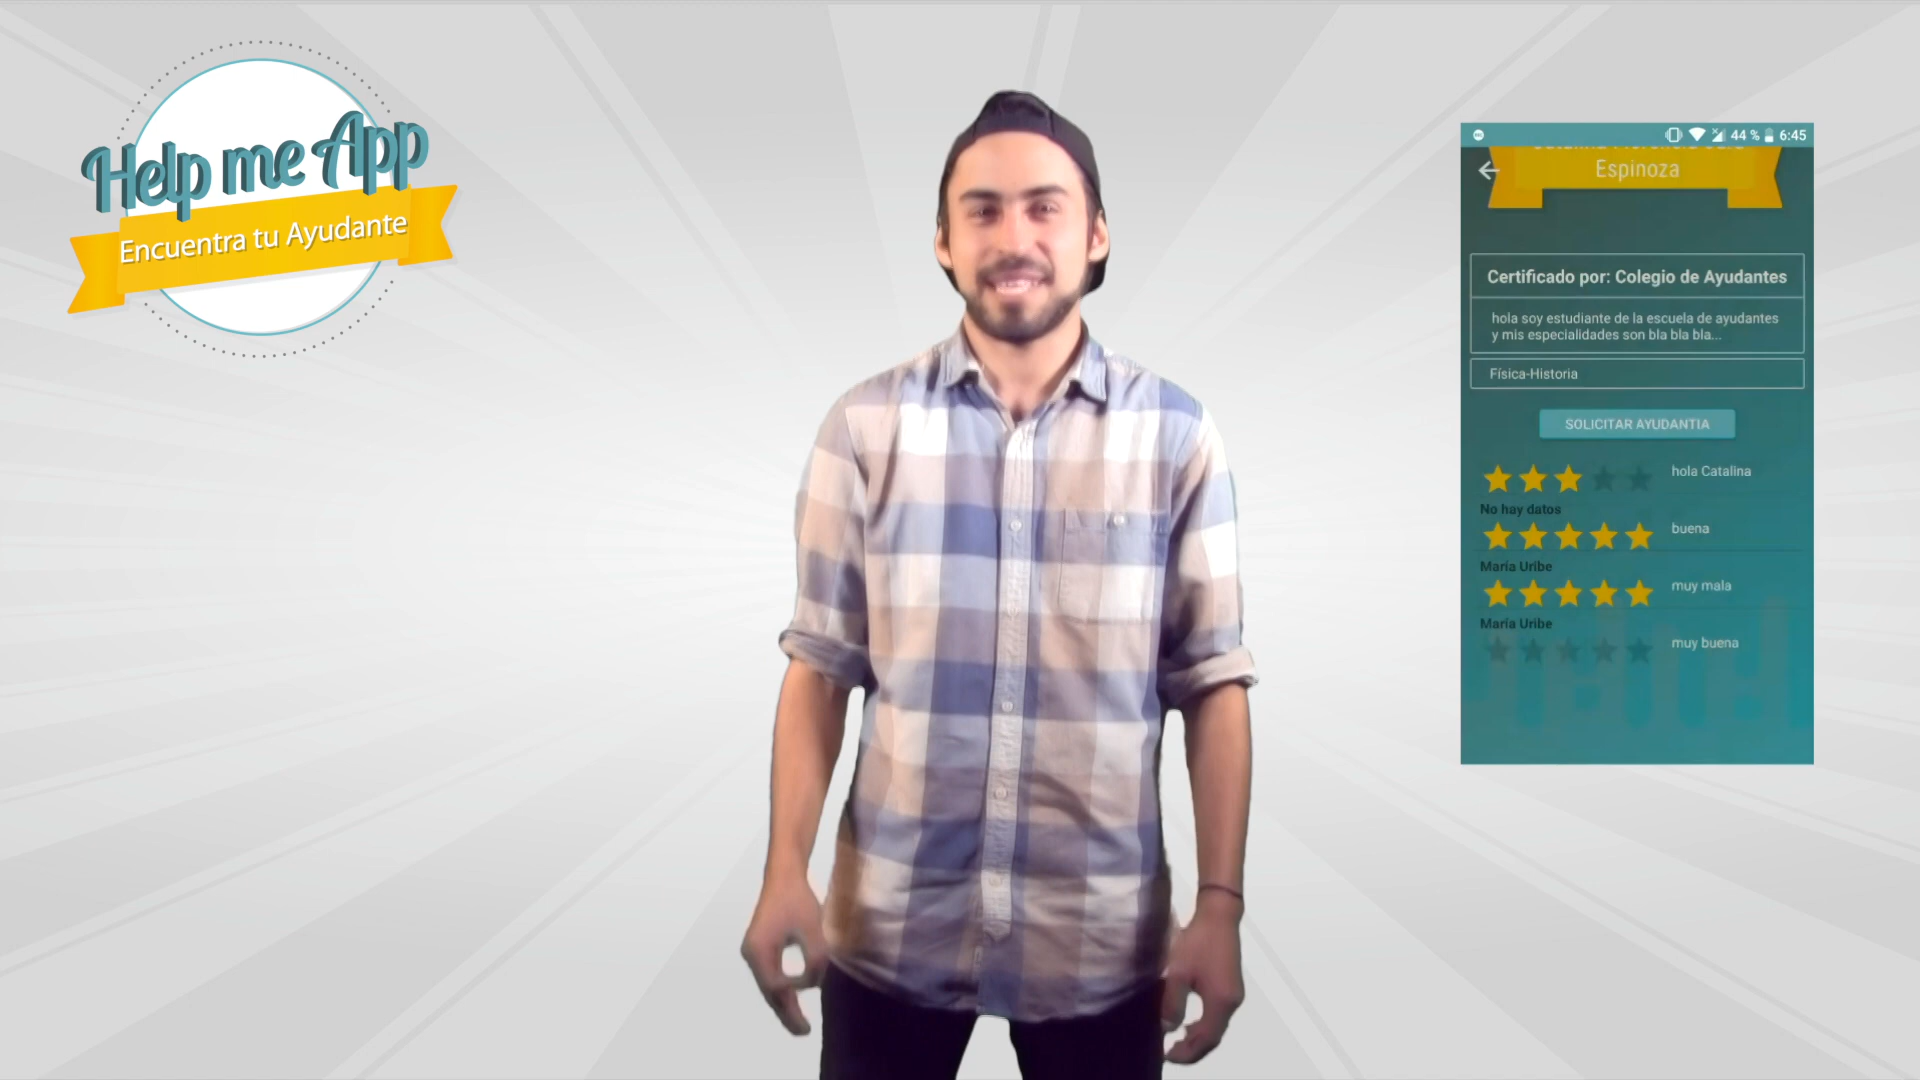 Help me App
Encuentra tu Ayudante
44 % 6:45
Espinoza
Certificado por: Colegio de Ayudantes
hola soy estudiante de la escuela de ayudantes
y mis especialidades son bla bla bla...
Física-Historia
SOLICITAR AYUDANTIA
hola Catalina
No hay datos
buena
María Uribe
muy mala
María Uribe
muy buena